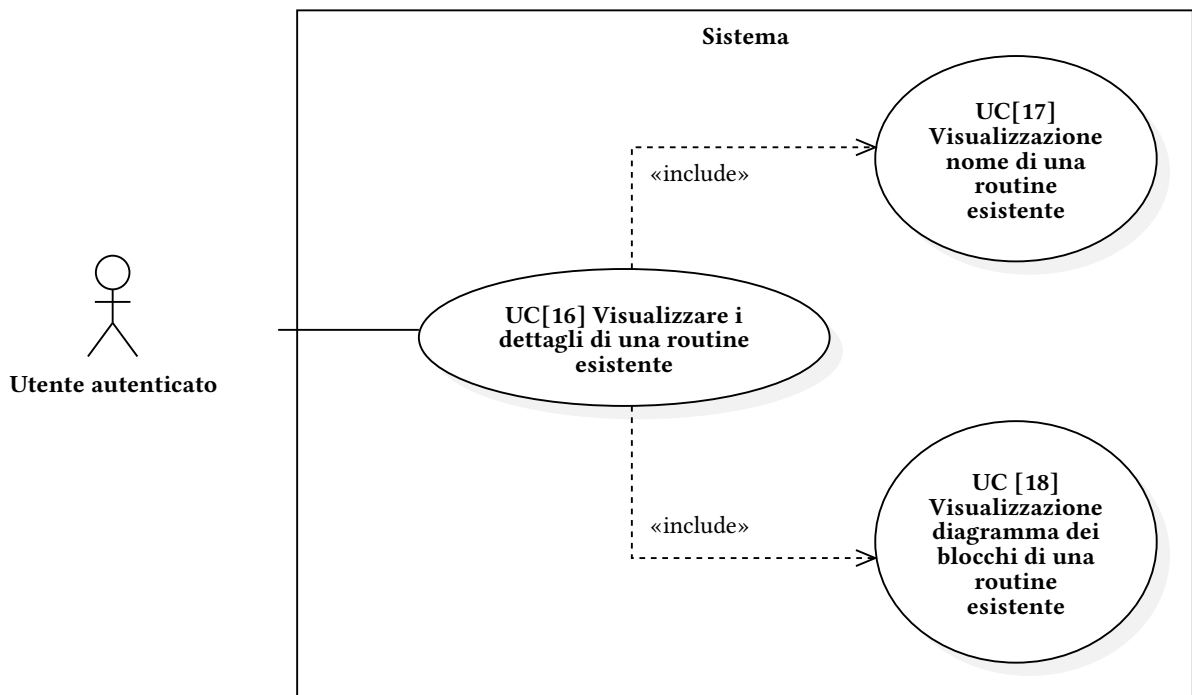 Sistema
UC[17]
Visualizzazione
nome di una
routine
esistente
«include»
UC[16] Visualizzare i
dettagli di una routine
esistente
Utente autenticato
«include»
UC [18]
Visualizzazione
diagramma dei
blocchi di una
routine
esistente